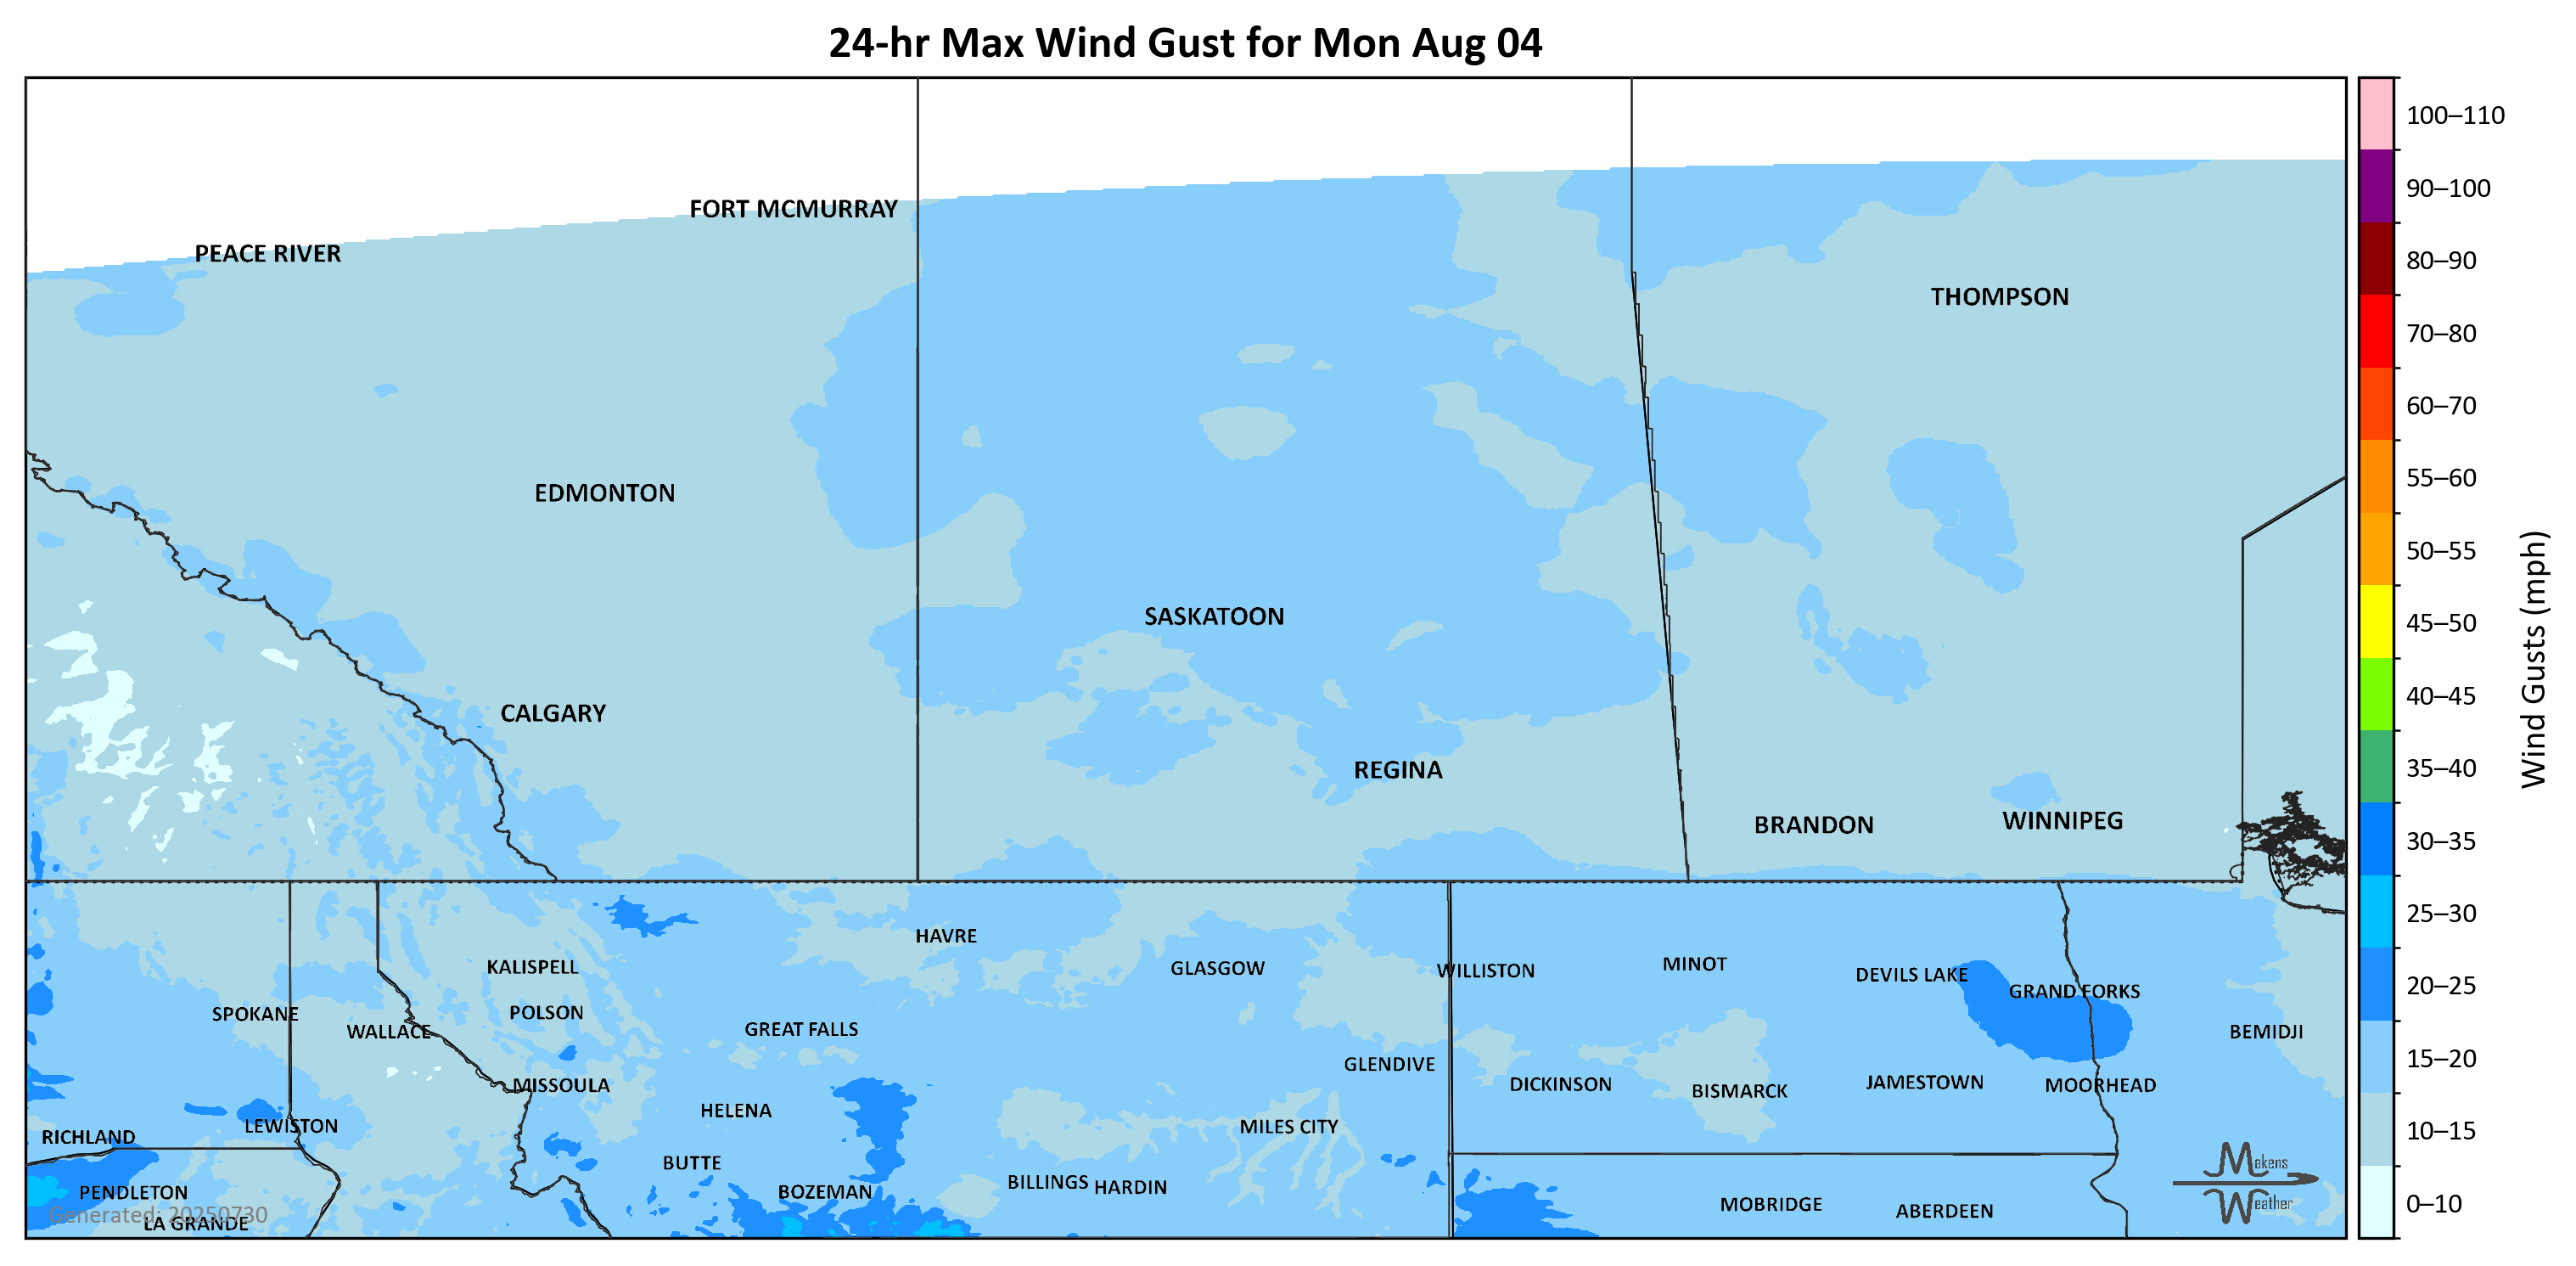 24-hr Max Wind Gust for Mon Aug 04
100–110
90–100
80–90
70–80
60–70
55–60
50–55
45–50
40–45
35–40
30–35
25–30
20–25
15–20
10–15
0–10
Wind Gusts (mph)
FORT MCMURRAY
PEACE RIVER
THOMPSON
EDMONTON
SASKATOON
CALGARY
REGINA
BRANDON
WINNIPEG
HAVRE
KALISPELL
GLASGOW
WILLISTON
MINOT
DEVILS LAKE
GRAND FORKS
SPOKANE
POLSON
WALLACE
GREAT FALLS
BEMIDJI
GLENDIVE
MISSOULA
DICKINSON
BISMARCK
JAMESTOWN
MOORHEAD
HELENA
LEWISTON
MILES CITY
RICHLAND
BUTTE
PENDLETON
BOZEMAN
BILLINGS
HARDIN
MOBRIDGE
ABERDEEN
Generated: 20250730
LA GRANDE
Makens
Weather